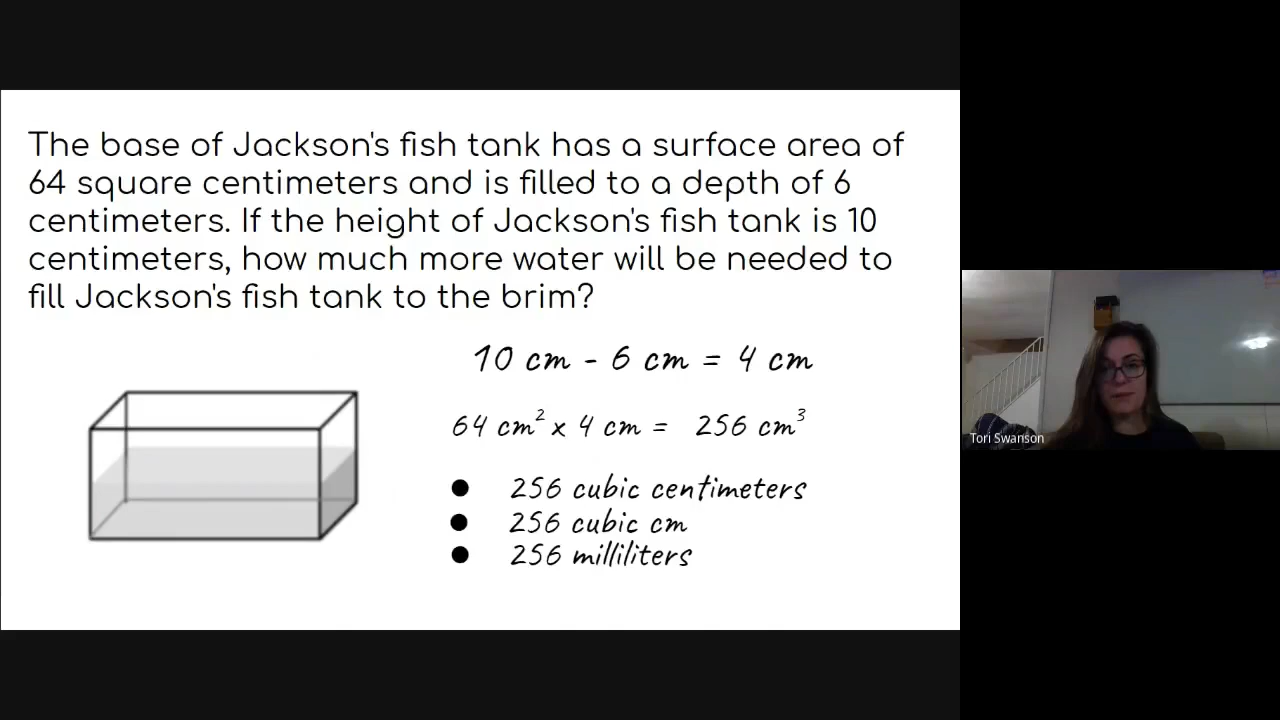 The base of Jackson's fish tank has a surface area of
64 square centimeters and is filled to a depth of 6
centimeters. If the height of Jackson's fish tank is 10
centimeters, how much more water will be needed to
fill Jackson's fish tank to the brim?
10 cm - 6 cm = 4 cm
64 cm² x 4 cm = 256 cm³
● 256 cubic centimeters
● 256 cubic cm
● 256 milliliters
Tori Swanson